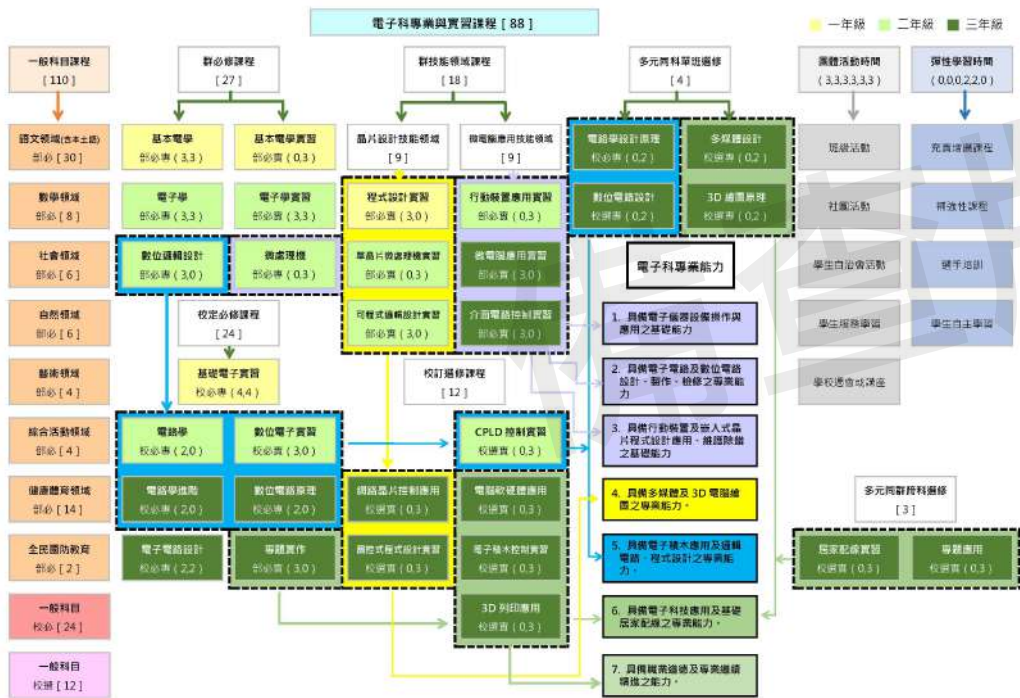 電子科專業與實習課程 [ 88 ]
一年級
二年級
三年級
一般科目課程
[ 110 ]
群必修課程
[ 27 ]
群技能領域課程
[ 18 ]
多元同科單班選修
[ 4 ]
團體活動時間
(3,3,3,3,3,3)
彈性學習時間
(0,0,0,2,2,0)
語文領域(含本土語)
部必 [ 30 ]
基本電學
部必專 ( 3,3 )
基本電學實習
部必實 ( 0,3 )
晶片設計技能領域
[ 9 ]
微電腦應用技能領域
[ 9 ]
電路學設計原理
校必專 ( 0,2 )
多媒體設計
校選專 ( 0,2 )
班級活動
充實增廣課程
數學領域
部必 [ 8 ]
電子學
部必專 ( 3,3 )
電子學實習
部必實 ( 3,3 )
程式設計實習
部必實 ( 3,0 )
行動裝置應用實習
部必實 ( 0,3 )
數位電路設計
校選專 ( 0,2 )
3D 繪圖原理
校選專 ( 0,2 )
社團活動
補強性課程
社會領域
部必 [ 6 ]
數位邏輯設計
部必專 ( 3,0 )
微處理機
部必專 ( 0,3 )
單晶片微處理機實習
部必實 ( 0,3 )
微電腦應用實習
部必實 ( 3,0 )
電子科專業能力
學生自治會活動
選手培訓
自然領域
部必 [ 6 ]
校定必修課程
[ 24 ]
可程式邏輯設計實習
部必實 ( 3,0 )
介面電路控制實習
部必實 ( 3,0 )
1. 具備電子儀器設備操作與
應用之基礎能力
學生服務學習
學生自主學習
藝術領域
部必 [ 4 ]
基礎電子實習
校必專 ( 4,4 )
校訂選修課程
[ 12 ]
2. 具備電子電路及數位電路
設計、製作、檢修之專業能
力
學校週會或講座
綜合活動領域
部必 [ 4 ]
電路學
校必專 ( 2,0 )
數位電子實習
校必專 ( 3,0 )
CPLD 控制實習
校選實 ( 0,3 )
3. 具備行動裝置及嵌入式晶
片程式設計應用、維護除錯
之基礎能力
健康體育領域
部必 [ 14 ]
電路學進階
校必專 ( 2,0 )
數位電路原理
校必專 ( 2,0 )
網路晶片控制應用
校選實 ( 0,3 )
電腦軟硬體應用
校選實 ( 0,3 )
4. 具備多媒體及 3D 電腦繪
圖之專業能力。
多元同群跨科選修
[ 3 ]
全民國防教育
部必 [ 2 ]
電子電路設計
校必專 ( 2,2 )
專題實作
部必實 ( 3,0 )
圖控式程式設計實習
校選實 ( 0,3 )
電子積木控制實習
校選實 ( 0,3 )
5. 具備電子積木應用及邏輯
電路、程式設計之專業能
力。
居家配線實習
校選實 ( 0,3 )
專題應用
校選實 ( 0,3 )
一般科目
校必 [ 24 ]
3D 列印應用
校選實 ( 0,3 )
6. 具備電子科技應用及基礎
居家配線之專業能力。
一般科目
校選 [ 12 ]
7. 具備職業道德及專業繼續
精進之能力。